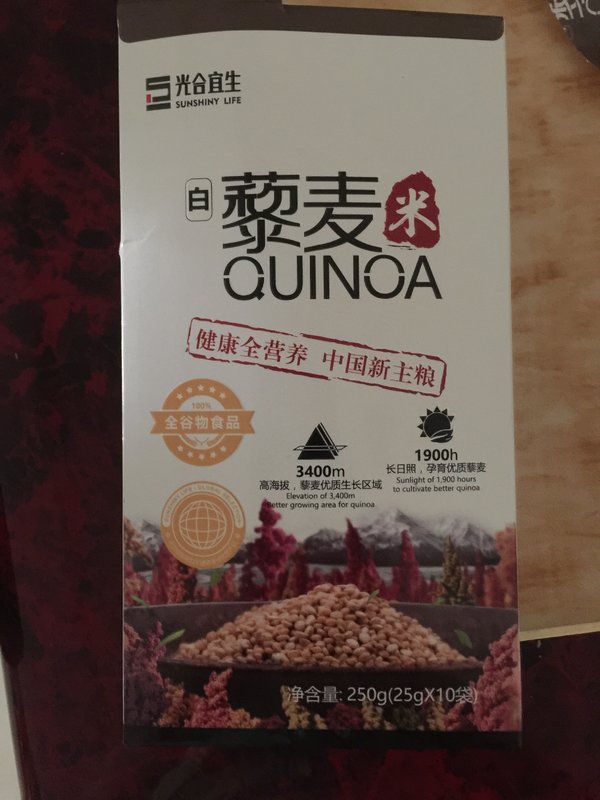 光合宜生
SUNSHINY LIFE
白
藜麦
米
QUINOA
健康全营养 中国新主粮
100%
全谷物食品
3400m
高海拔，藜麦优质生长区域
Elevation of 3,400m
Better growing area for quinoa
1900h
长日照，孕育优质藜麦
Sunlight of 1,900 hours
to cultivate better quinoa
净含量: 250g(25gX10袋)